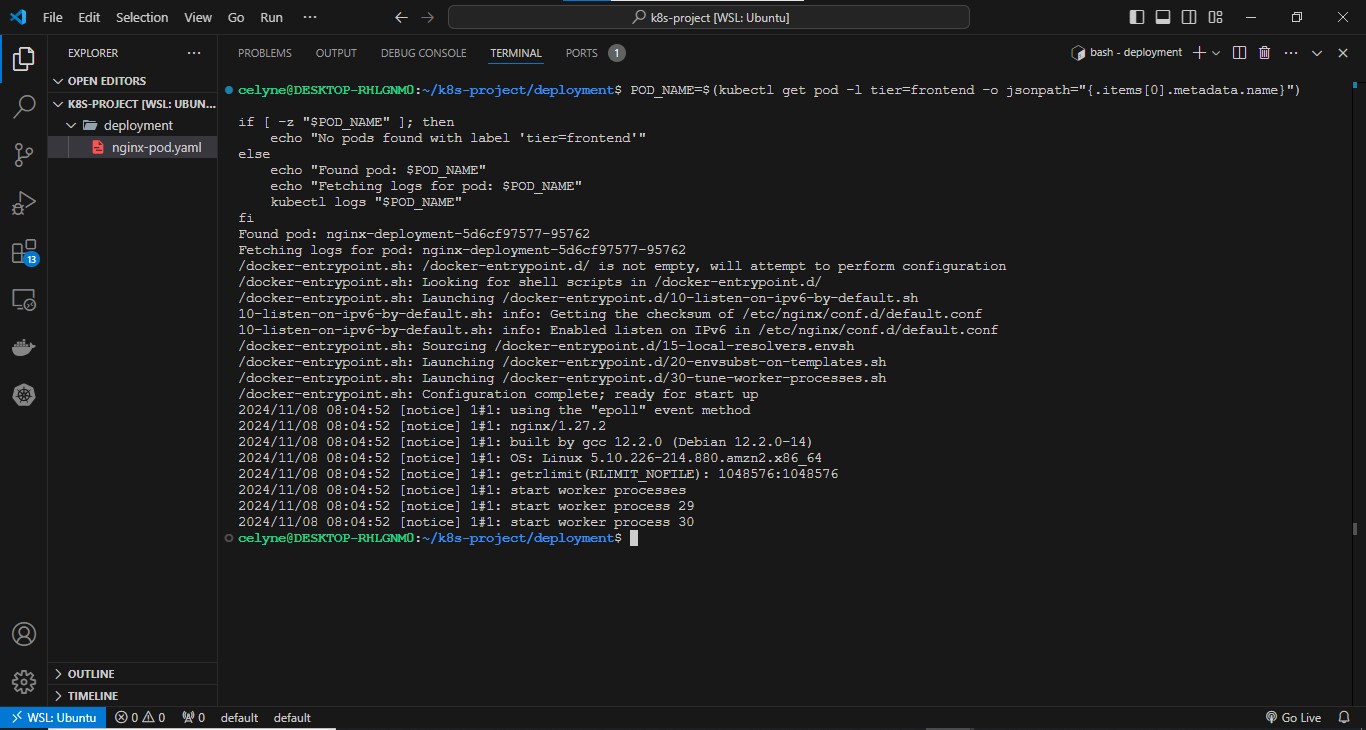 File Edit Selection View Go Run ···
k8s-project [WSL: Ubuntu]
EXPLORER ···
OPEN EDITORS
K8S-PROJECT [WSL: UBUN...
deployment
nginx-pod.yaml
13
OUTLINE
TIMELINE
PROBLEMS OUTPUT DEBUG CONSOLE TERMINAL PORTS 1
bash - deployment
celyne@DESKTOP-RHLGNM0:~/k8s-project/deployment$ POD_NAME=$(kubectl get pod -l tier=frontend -o jsonpath="{.items[0].metadata.name}")
if [ -z "$POD_NAME" ]; then
    echo "No pods found with label 'tier=frontend'"
else
    echo "Found pod: $POD_NAME"
    echo "Fetching logs for pod: $POD_NAME"
    kubectl logs "$POD_NAME"
fi
Found pod: nginx-deployment-5d6cf97577-95762
Fetching logs for pod: nginx-deployment-5d6cf97577-95762
/docker-entrypoint.sh: /docker-entrypoint.d/ is not empty, will attempt to perform configuration
/docker-entrypoint.sh: Looking for shell scripts in /docker-entrypoint.d/
/docker-entrypoint.sh: Launching /docker-entrypoint.d/10-listen-on-ipv6-by-default.sh
10-listen-on-ipv6-by-default.sh: info: Getting the checksum of /etc/nginx/conf.d/default.conf
10-listen-on-ipv6-by-default.sh: info: Enabled listen on IPv6 in /etc/nginx/conf.d/default.conf
/docker-entrypoint.sh: Sourcing /docker-entrypoint.d/15-local-resolvers.envsh
/docker-entrypoint.sh: Launching /docker-entrypoint.d/20-envsubst-on-templates.sh
/docker-entrypoint.sh: Launching /docker-entrypoint.d/30-tune-worker-processes.sh
/docker-entrypoint.sh: Configuration complete; ready for start up
2024/11/08 08:04:52 [notice] 1#1: using the "epoll" event method
2024/11/08 08:04:52 [notice] 1#1: nginx/1.27.2
2024/11/08 08:04:52 [notice] 1#1: built by gcc 12.2.0 (Debian 12.2.0-14)
2024/11/08 08:04:52 [notice] 1#1: OS: Linux 5.10.226-214.880.amzn2.x86_64
2024/11/08 08:04:52 [notice] 1#1: getrlimit(RLIMIT_NOFILE): 1048576:1048576
2024/11/08 08:04:52 [notice] 1#1: start worker processes
2024/11/08 08:04:52 [notice] 1#1: start worker process 29
2024/11/08 08:04:52 [notice] 1#1: start worker process 30
celyne@DESKTOP-RHLGNM0:~/k8s-project/deployment$
WSL: Ubuntu 0 0 0 default default Go Live